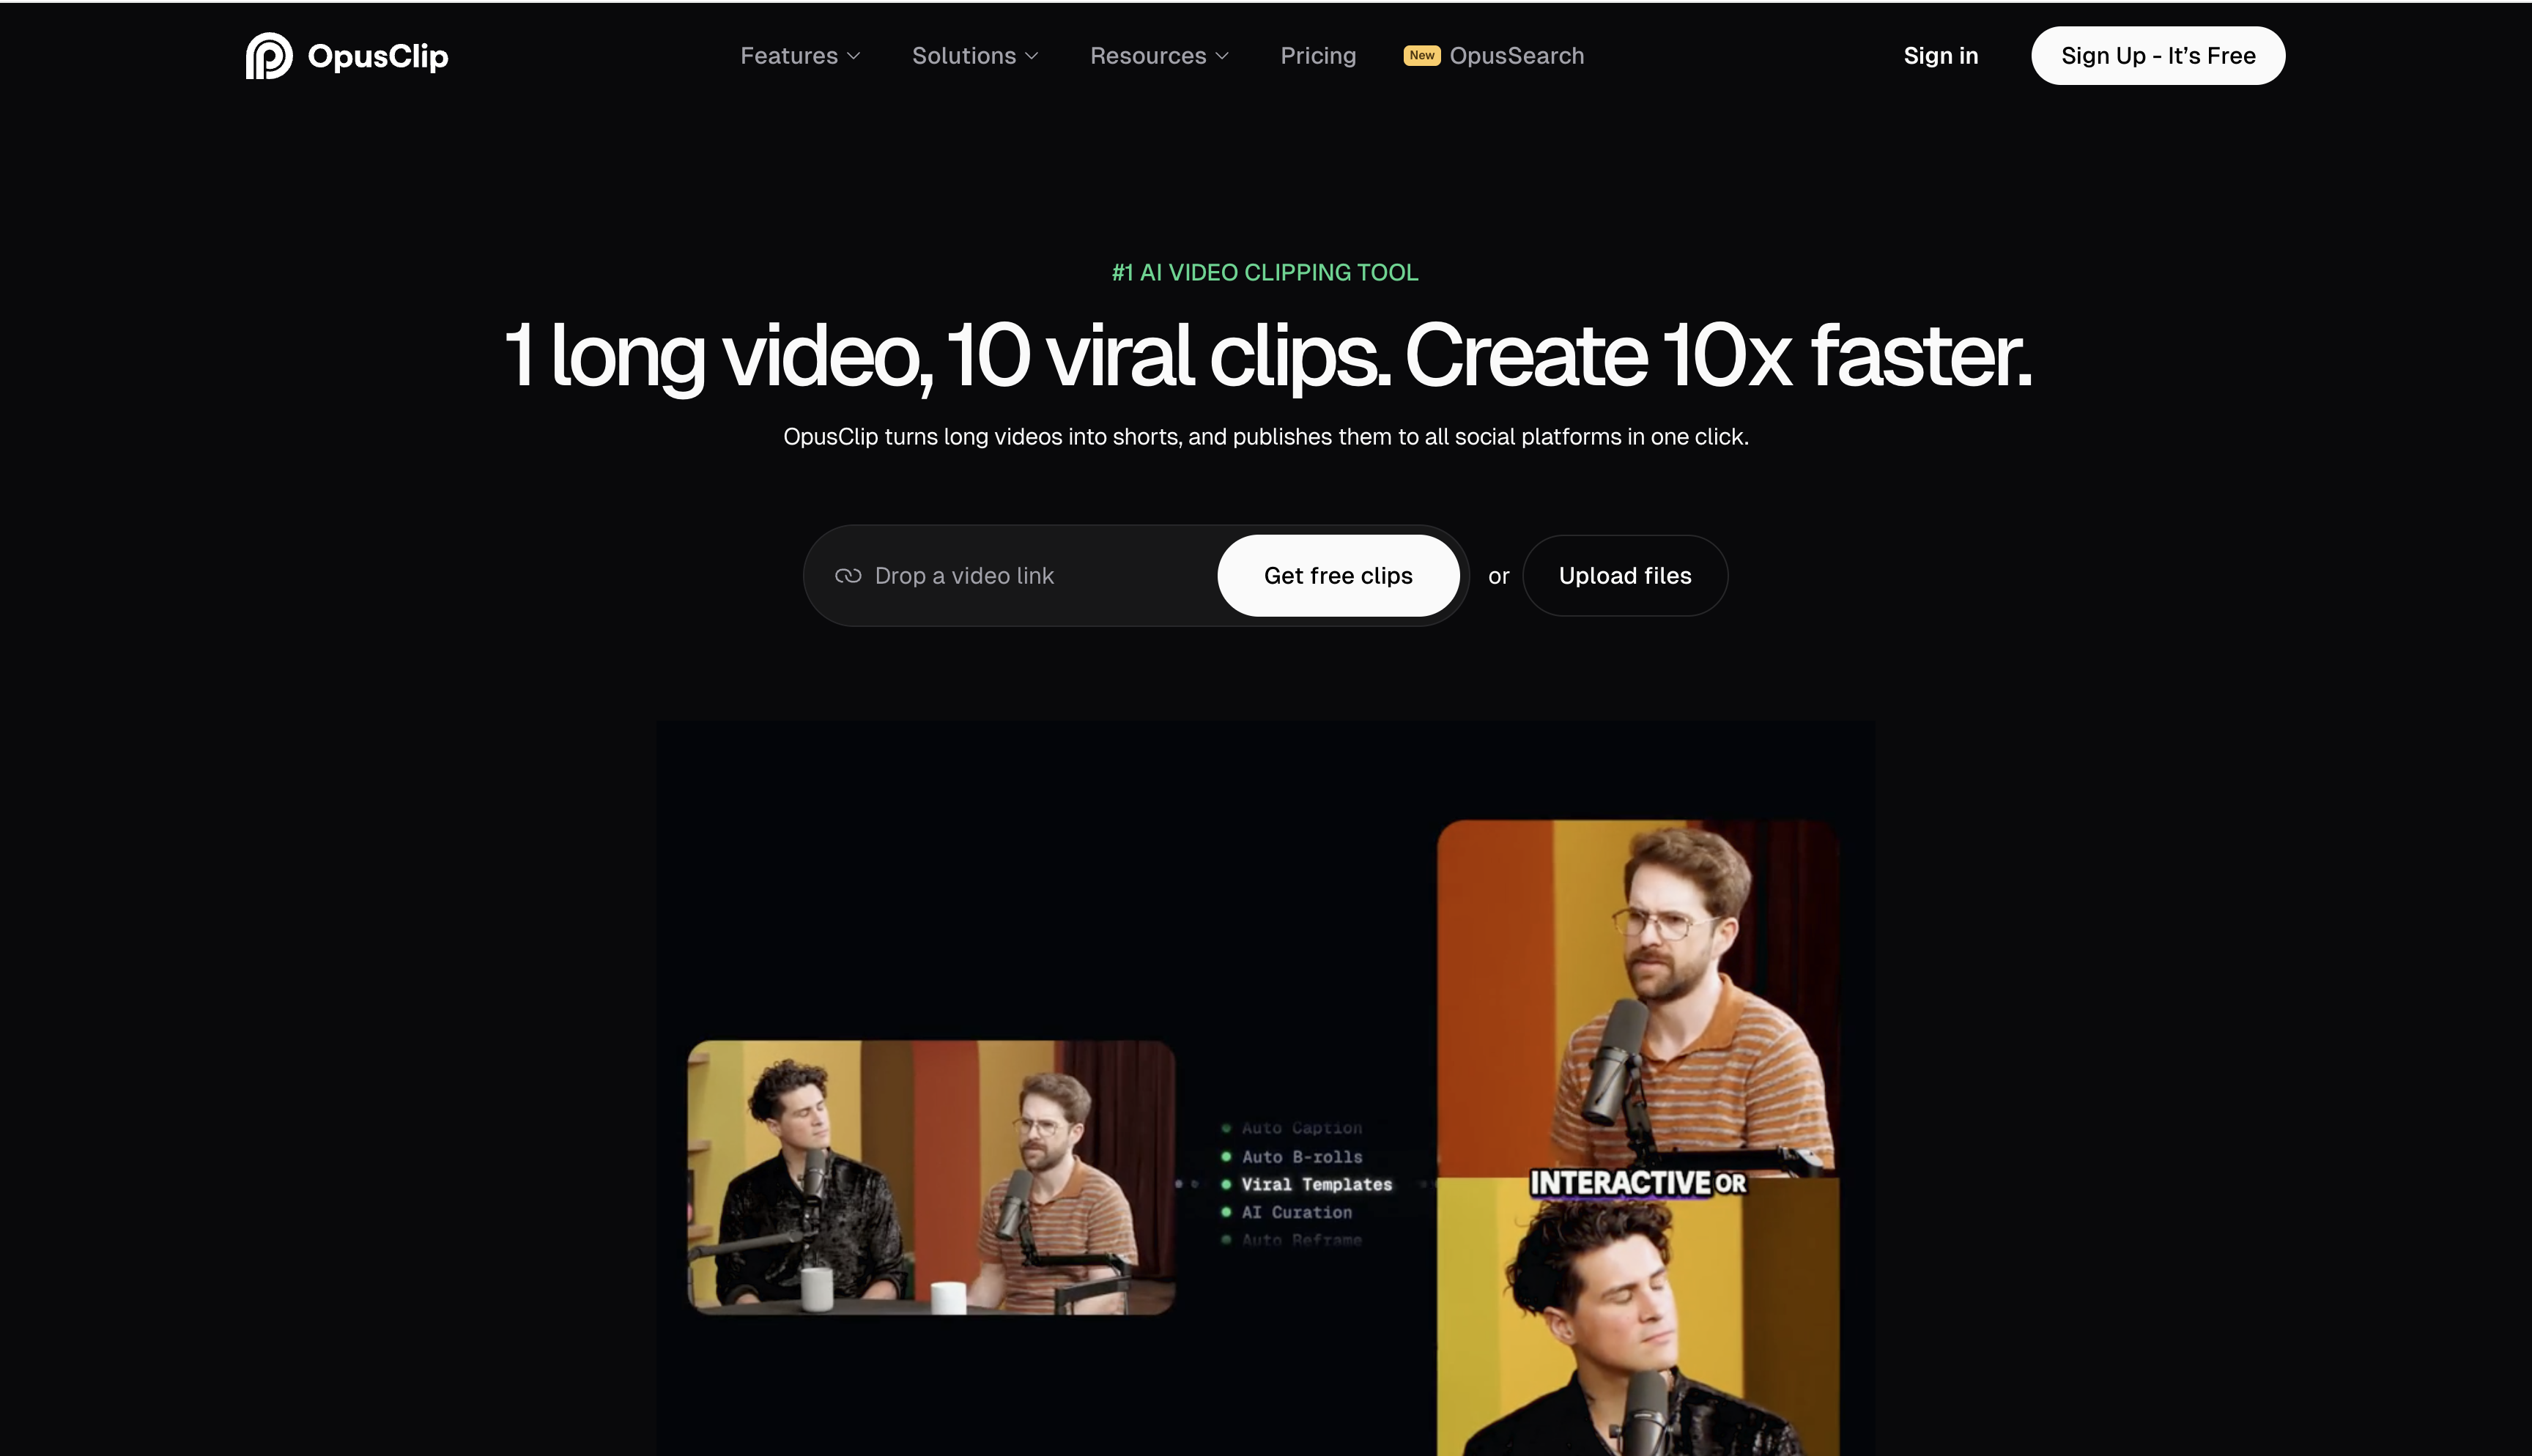 OpusClip
Features
Solutions
Resources
Pricing
New OpusSearch
Sign in
Sign Up - It’s Free
#1 AI VIDEO CLIPPING TOOL
1 long video, 10 viral clips. Create 10x faster.
OpusClip turns long videos into shorts, and publishes them to all social platforms in one click.
Drop a video link
Get free clips
or
Upload files
Auto Caption
Auto B-rolls
Viral Templates
AI Curation
Auto Reframe
INTERACTIVE OR